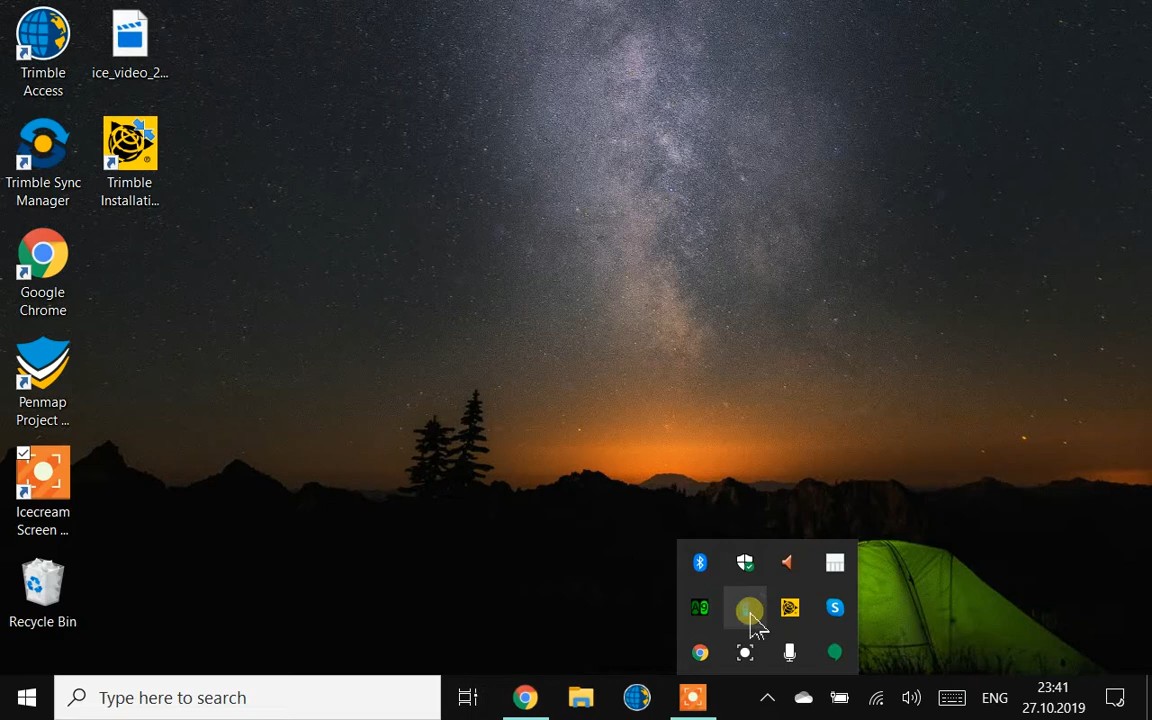 Trimble
Access
ice_video_2...
Trimble Sync
Manager
Trimble
Installati...
Google
Chrome
Penmap
Project ...
Icecream
Screen ...
Recycle Bin
Type here to search
ENG
23:41
27.10.2019